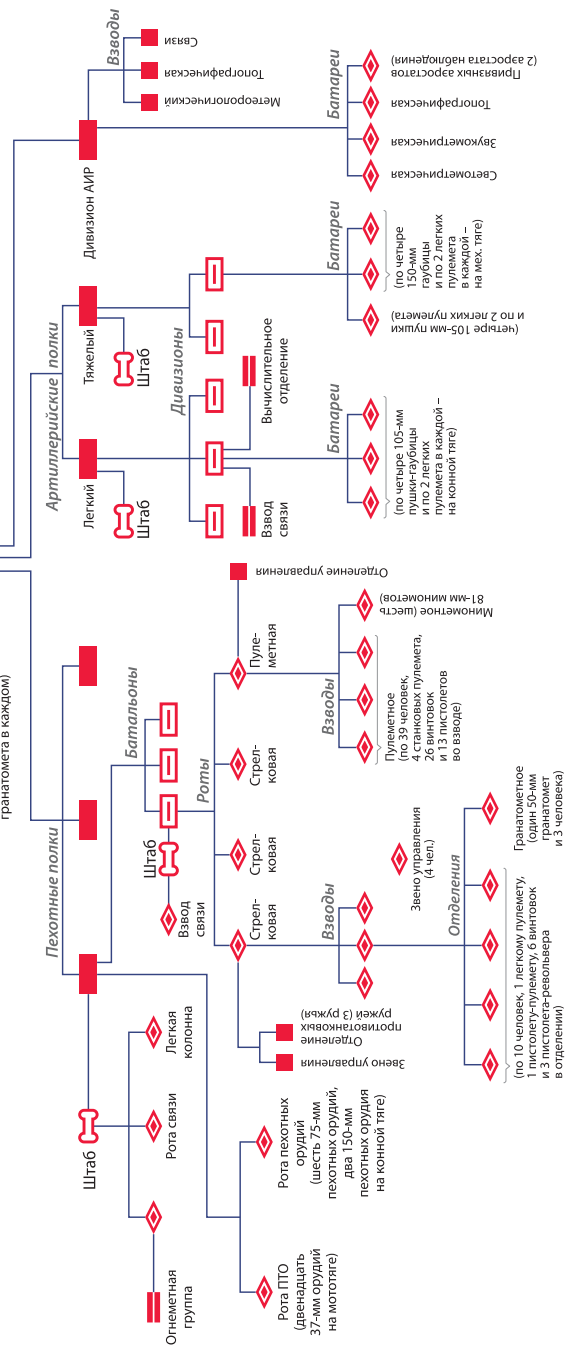 гранатомета в каждом)
Пехотные полки
Артиллерийские полки
Штаб
Огнеметная
группа
Рота связи
Легкая
колонна
Рота ПТО
(двенадцать
37-мм орудий
на мототяге)
Рота пехотных
орудий
(шесть 75-мм
пехотных орудий,
два 150-мм
пехотных орудия
на конной тяге)
Батальоны
Штаб
Взвод
связи
Роты
Стрел-
ковая
Стрел-
ковая
Стрел-
ковая
Пуле-
метная
Отделение управления
Звено управления
Отделение
противотанковых
ружей (3 ружья)
Взводы
Звено управления
(4 чел.)
Отделения
(по 10 человек, 1 легкому пулемету,
1 пистолету-пулемету, 6 винтовок
и 3 пистолета-револьвера
в отделении)
Гранатометное
(один 50-мм
гранатомет
и 3 человека)
Взводы
Пулеметное
(по 39 человек,
4 станковых пулемета,
26 винтовок
и 13 пистолетов
во взводе)
Минометное (шесть
81-мм минометов)
Легкий
Штаб
Тяжелый
Штаб
Дивизионы
Взвод
связи
Вычислительное
отделение
Батареи
(по четыре 105-мм
пушки-гаубицы
и по 2 легких
пулемета в каждой –
на конной тяге)
Батареи
(четыре 105-мм пушки
и по 2 легких пулемета)
(по четыре
150-мм
гаубицы
и по 2 легких
пулемета
в каждой –
на мех. тяге)
Дивизион АИР
Взводы
Метеорологический
Топографическая
Связи
Батареи
Светометрическая
Звукометрическая
Топографическая
Привязных аэростатов
(2 аэростата наблюдения)